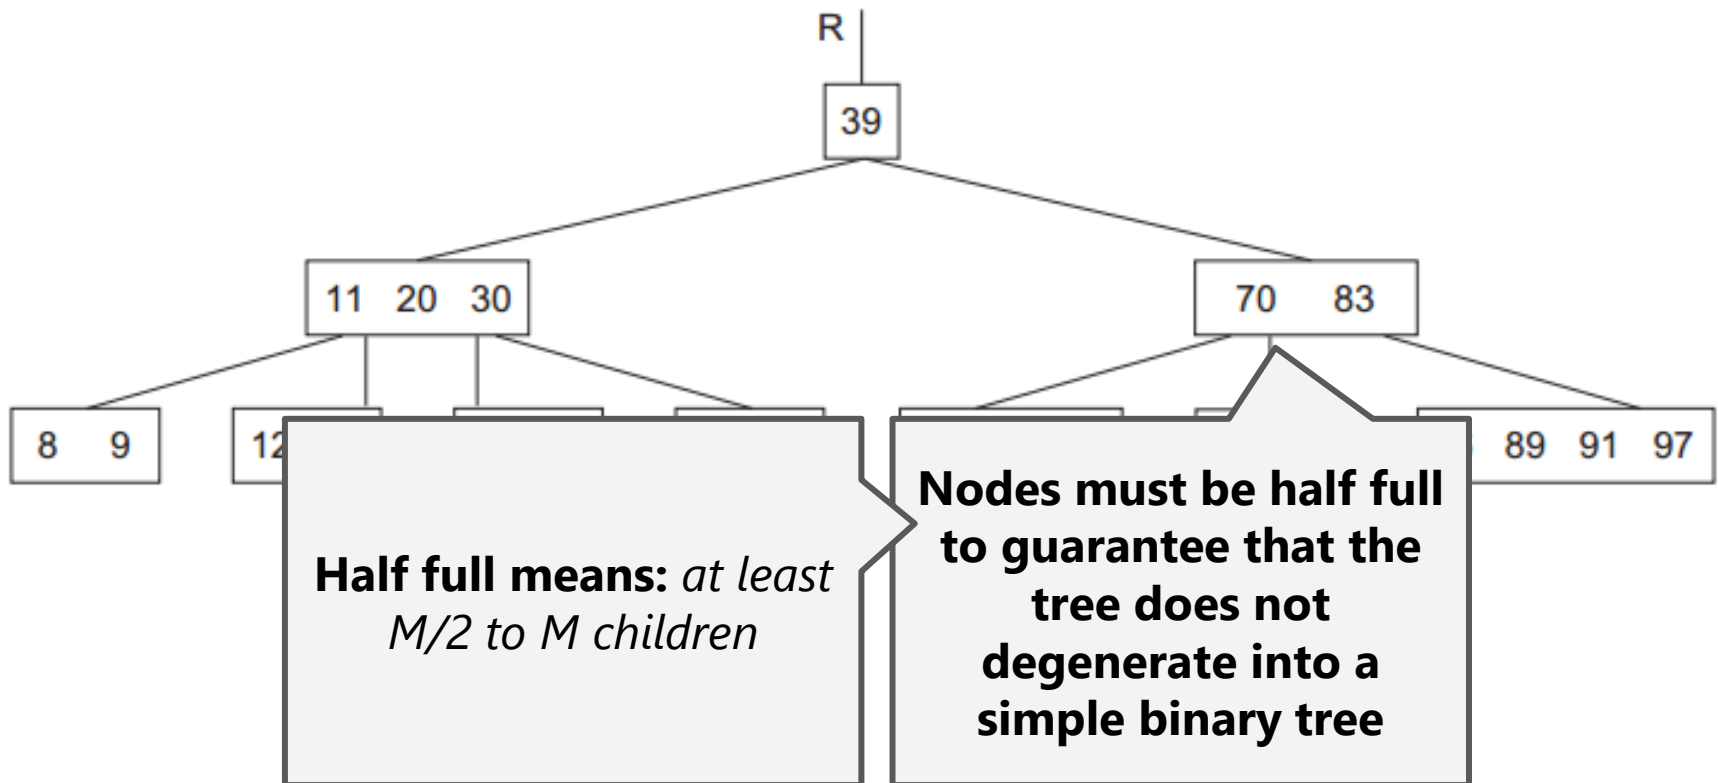 R
39
11 20 30
70 83
8 9
12
89 91 97
Half full means: at least
M/2 to M children
Nodes must be half full
to guarantee that the
tree does not
degenerate into a
simple binary tree